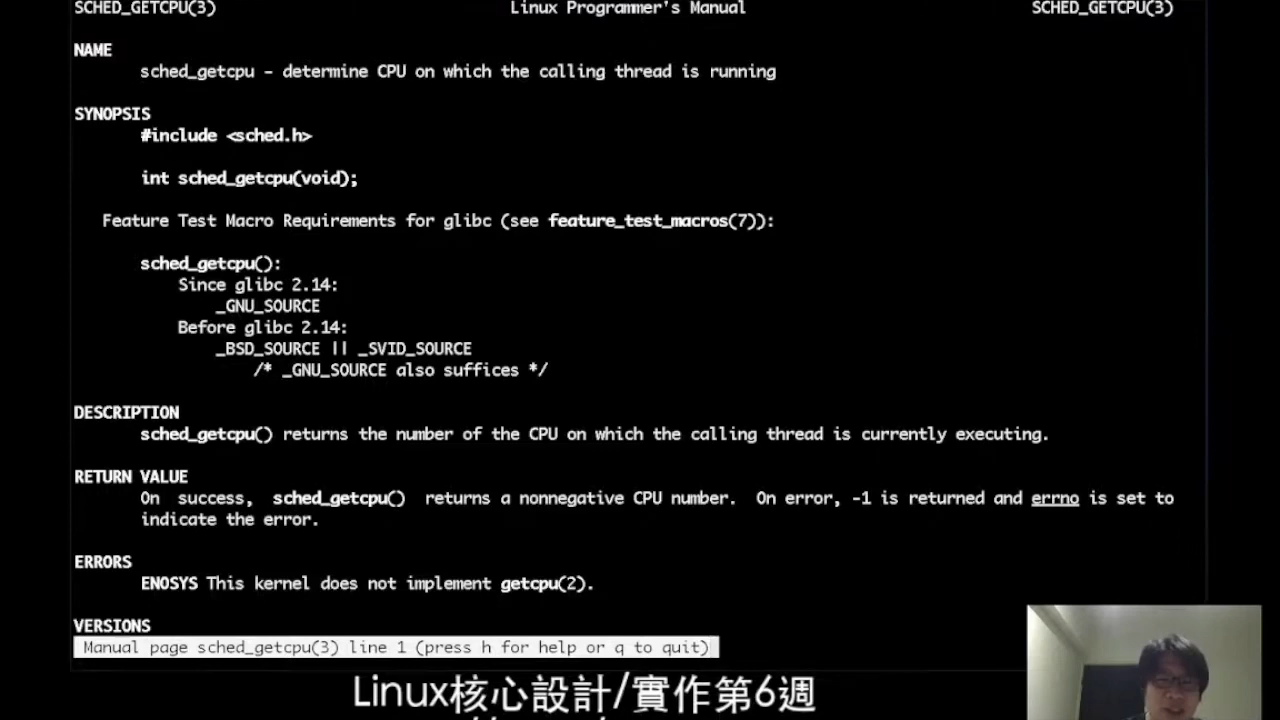 SCHED_GETCPU(3) Linux Programmer's Manual SCHED_GETCPU(3)
NAME
sched_getcpu - determine CPU on which the calling thread is running
SYNOPSIS
#include <sched.h>
int sched_getcpu(void);
Feature Test Macro Requirements for glibc (see feature_test_macros(7)):
sched_getcpu():
Since glibc 2.14:
_GNU_SOURCE
Before glibc 2.14:
_BSD_SOURCE || _SVID_SOURCE
/* _GNU_SOURCE also suffices */
DESCRIPTION
sched_getcpu() returns the number of the CPU on which the calling thread is currently executing.
RETURN VALUE
On success, sched_getcpu() returns a nonnegative CPU number. On error, -1 is returned and errno is set to
indicate the error.
ERRORS
ENOSYS This kernel does not implement getcpu(2).
VERSIONS
Manual page sched_getcpu(3) line 1 (press h for help or q to quit)
Linux核心設計/實作第6週